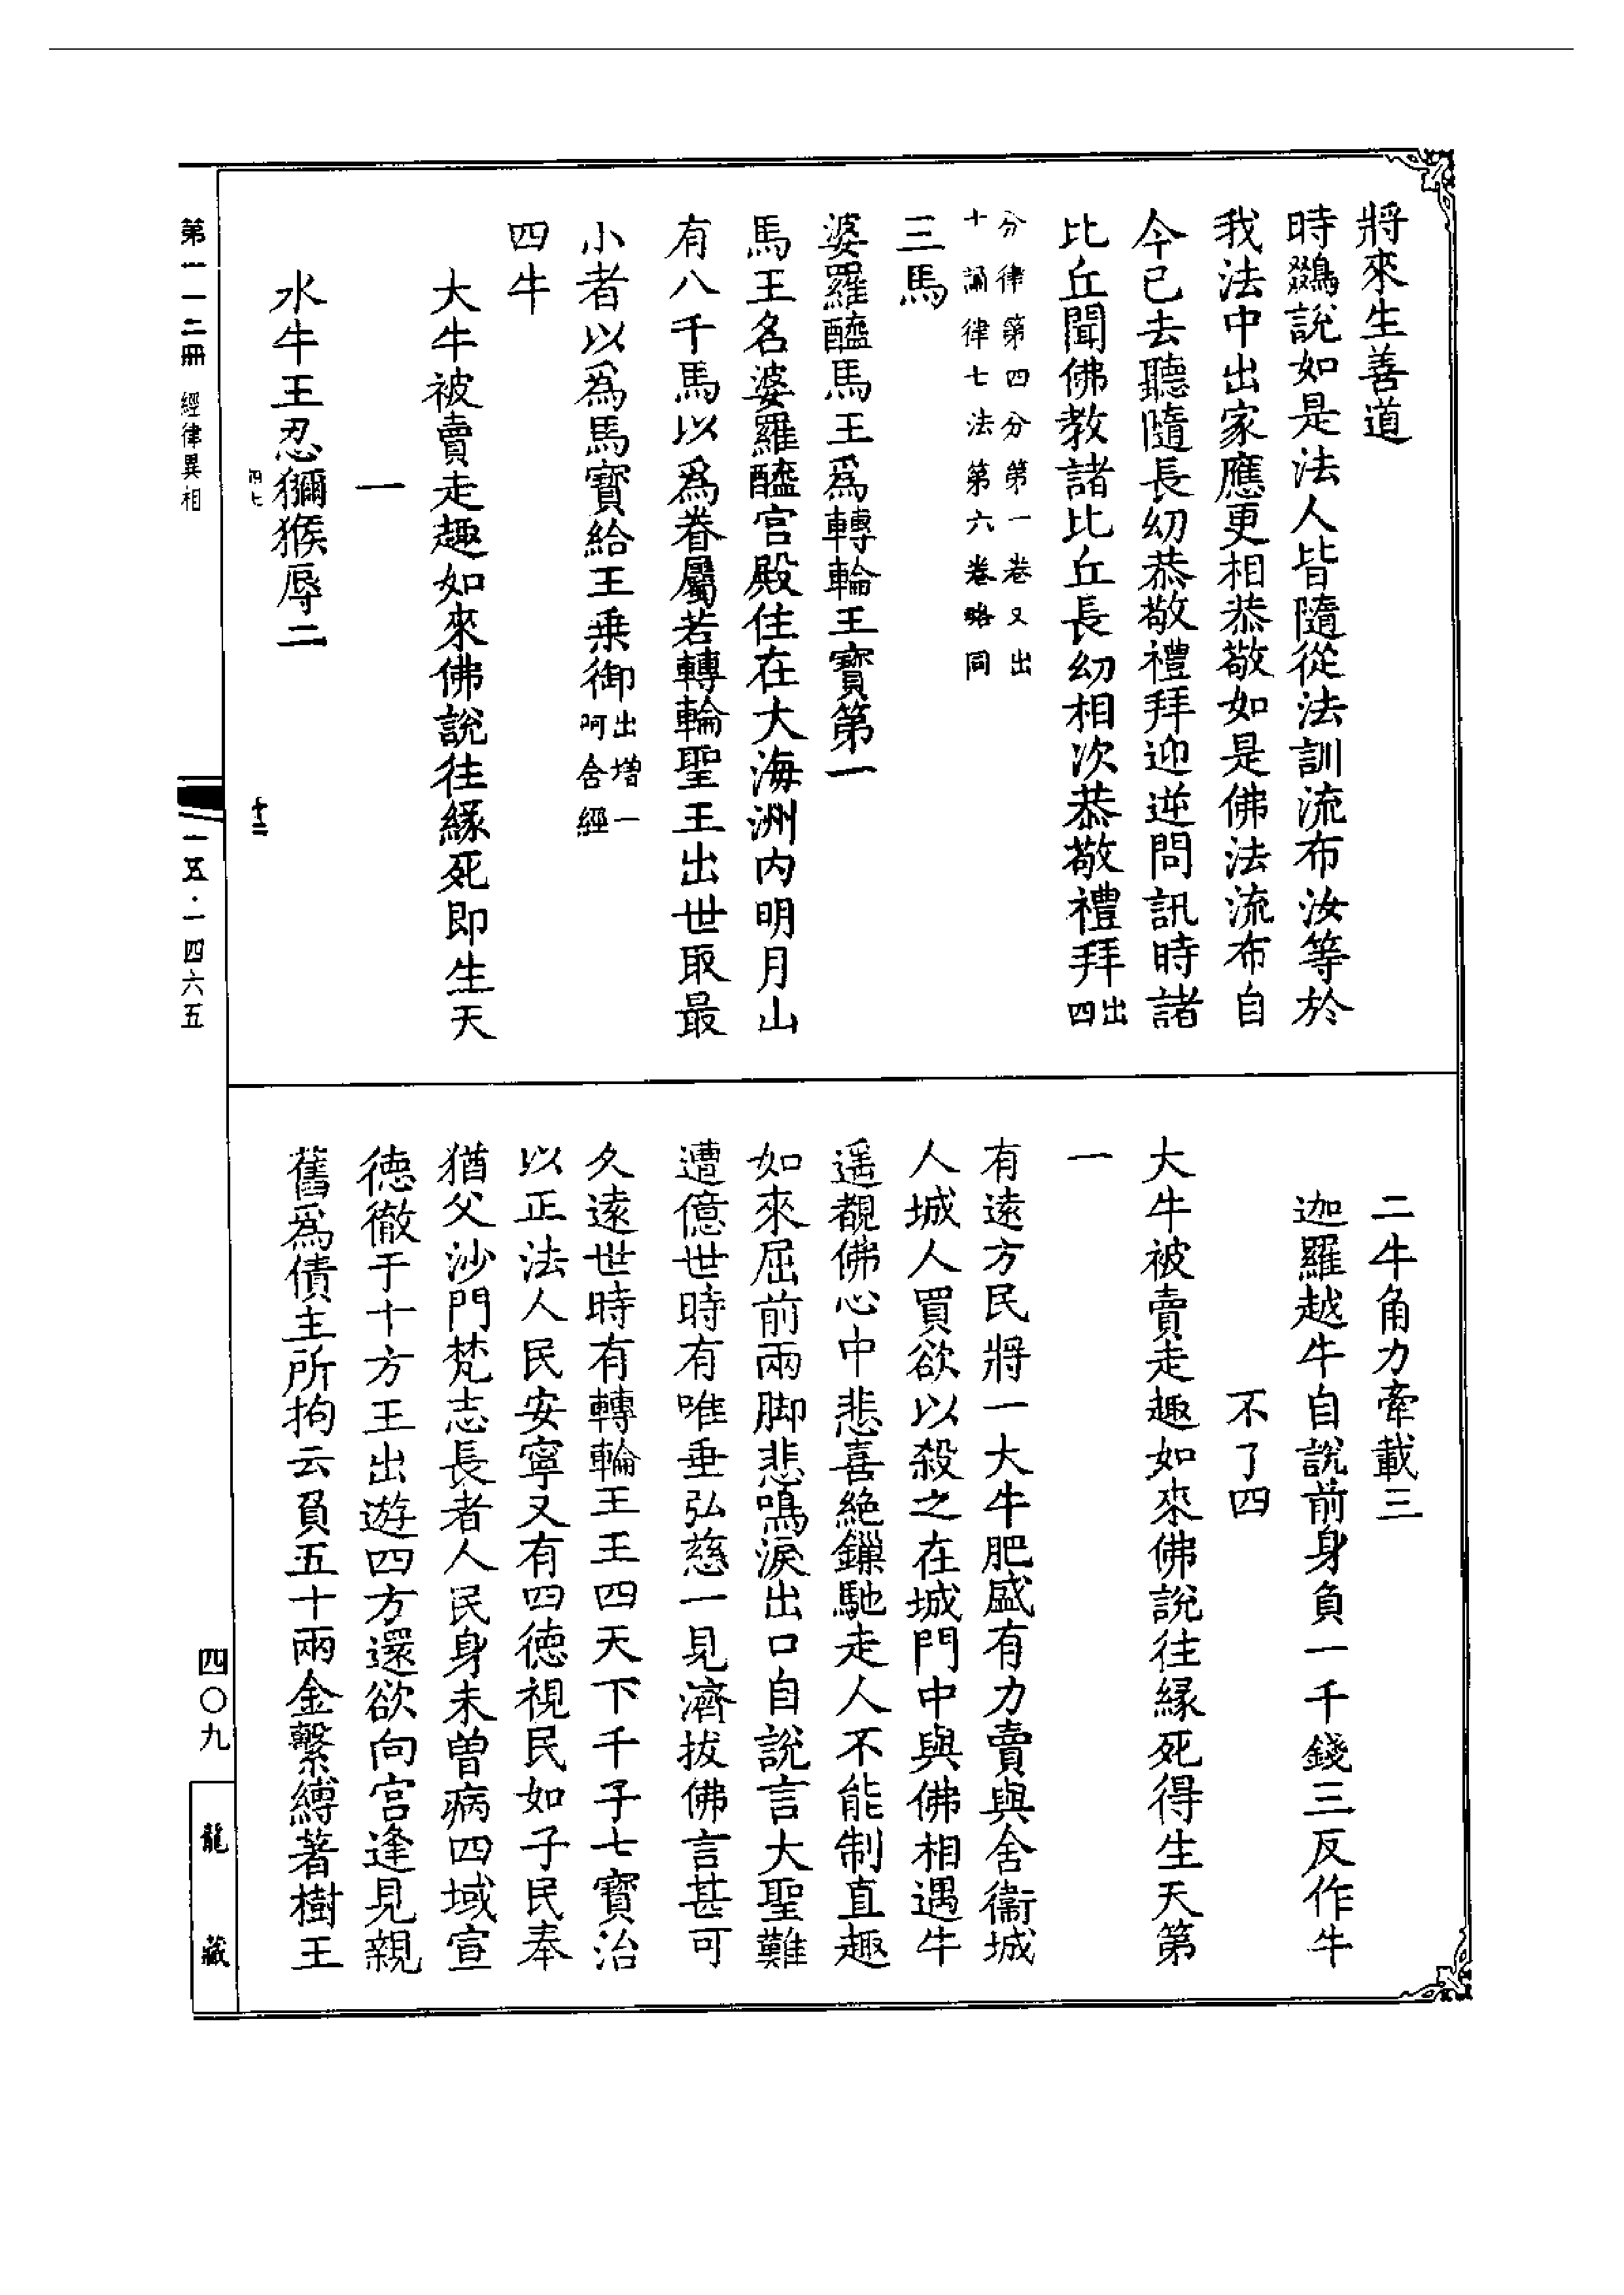 將來生善道
時鵽說如是法人皆隨從法訓流布汝等於
我法中出家應更相恭敬如是佛法流布自
今已去聽隨長幼恭敬禮拜迎逆問訊時諸
比丘聞佛教諸比丘長幼相次恭敬禮拜出四
分律第四分第一卷又出
十誦律七法第六卷略同
三馬
婆羅醯馬王爲轉輪王寶第一
馬王名婆羅醯宮殿住在大海洲内明月山
有八千馬以爲眷屬若轉輪聖王出世取最
小者以爲馬寶給王乗御出增一阿含經
四牛
大牛被賣走趣如來佛說往緣死即生天
一
水牛王忍獼猴辱二
二牛角力牽載三
迦羅越牛自說前身負一千錢三反作牛
不了四
大牛被賣走趣如來佛說往緣死得生天第
一
有遠方民將一大牛肥盛有力賣與舍衞城
人城人買欲以殺之在城門中與佛相遇牛
遥覩佛心中悲喜絶鏁馳走人不能制直趣
如來屈前兩脚悲鳴淚出口自說言大聖難
遭億世時有唯垂弘慈一見濟拔佛言甚可
久遠世時有轉輪王王四天下千子七寶治
以正法人民安寧又有四徳視民如子民奉
猶父沙門梵志長者人民身未曽病四域宣
徳徹于十方王出遊四方還欲向宮逢見親
舊爲債主所拘云負五十兩金繫縛著樹王
第一一二冊 經律異相
四七
十二
一五·一四六五
四〇九
龍藏